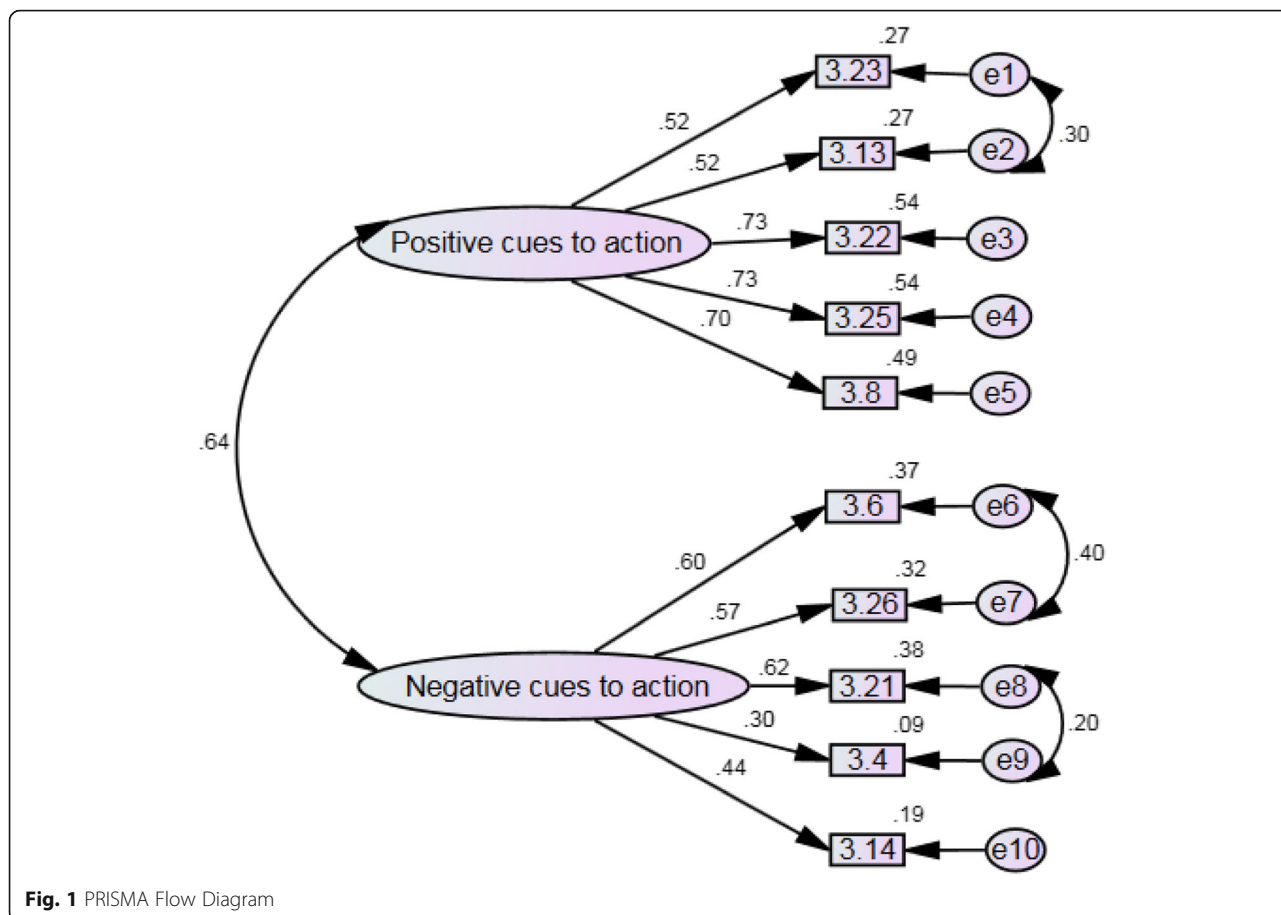 .27
3.23
e1
.52
.30
.27
3.13
e2
.52
.54
3.22
e3
.73
Positive cues to action
.54
3.25
e4
.73
.49
3.8
e5
.70
.64
.37
3.6
e6
.60
.40
.32
3.26
e7
.57
.38
3.21
e8
.62
Negative cues to action
.20
.09
3.4
e9
.30
.19
3.14
e10
.44
Fig. 1 PRISMA Flow Diagram